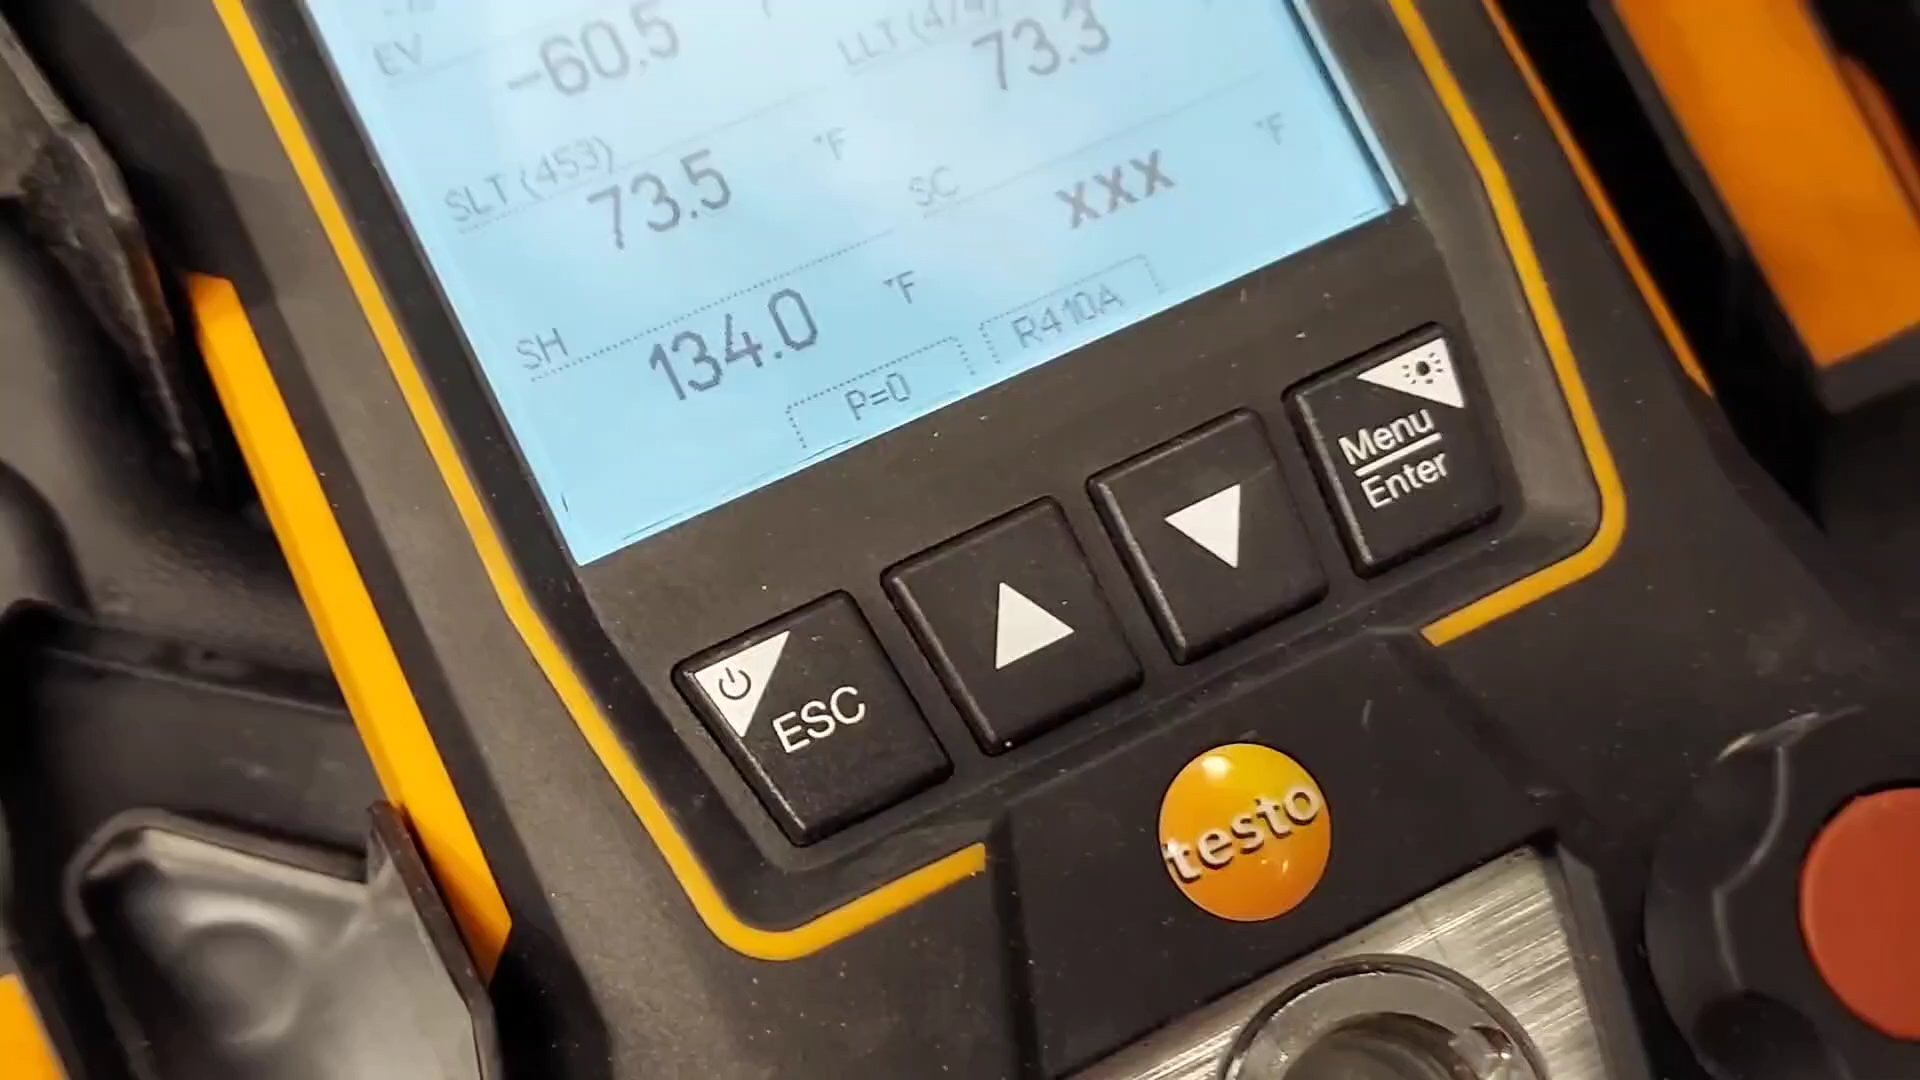 EV -60.5
LLT (474) 73.3
SLT (453) 73.5 °F
SC xxx °F
SH 134.0 °F
P=0 R410A
Menu
Enter
ESC
testo